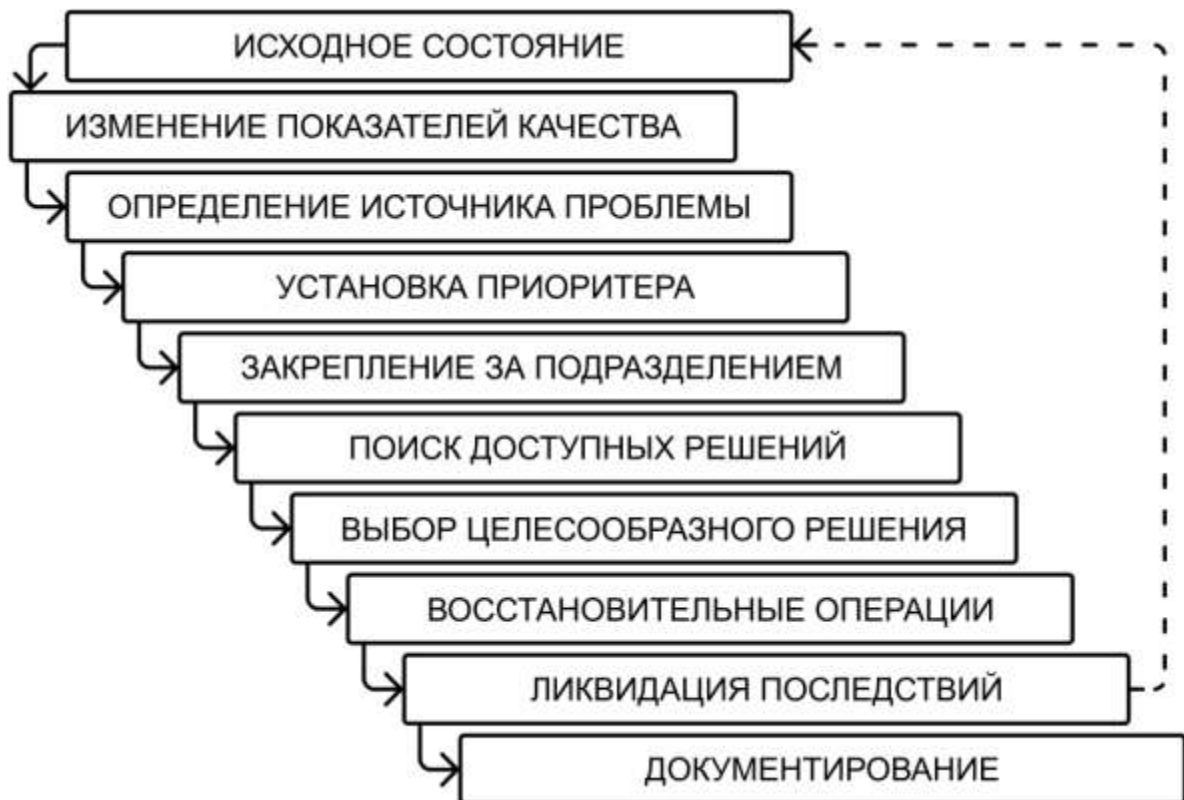 ИСХОДНОЕ СОСТОЯНИЕ
ИЗМЕНЕНИЕ ПОКАЗАТЕЛЕЙ КАЧЕСТВА
ОПРЕДЕЛЕНИЕ ИСТОЧНИКА ПРОБЛЕМЫ
УСТАНОВКА ПРИОРИТЕРА
ЗАКРЕПЛЕНИЕ ЗА ПОДРАЗДЕЛЕНИЕМ
ПОИСК ДОСТУПНЫХ РЕШЕНИЙ
ВЫБОР ЦЕЛЕСООБРАЗНОГО РЕШЕНИЯ
ВОССТАНОВИТЕЛЬНЫЕ ОПЕРАЦИИ
ЛИКВИДАЦИЯ ПОСЛЕДСТВИЙ
ДОКУМЕНТИРОВАНИЕ